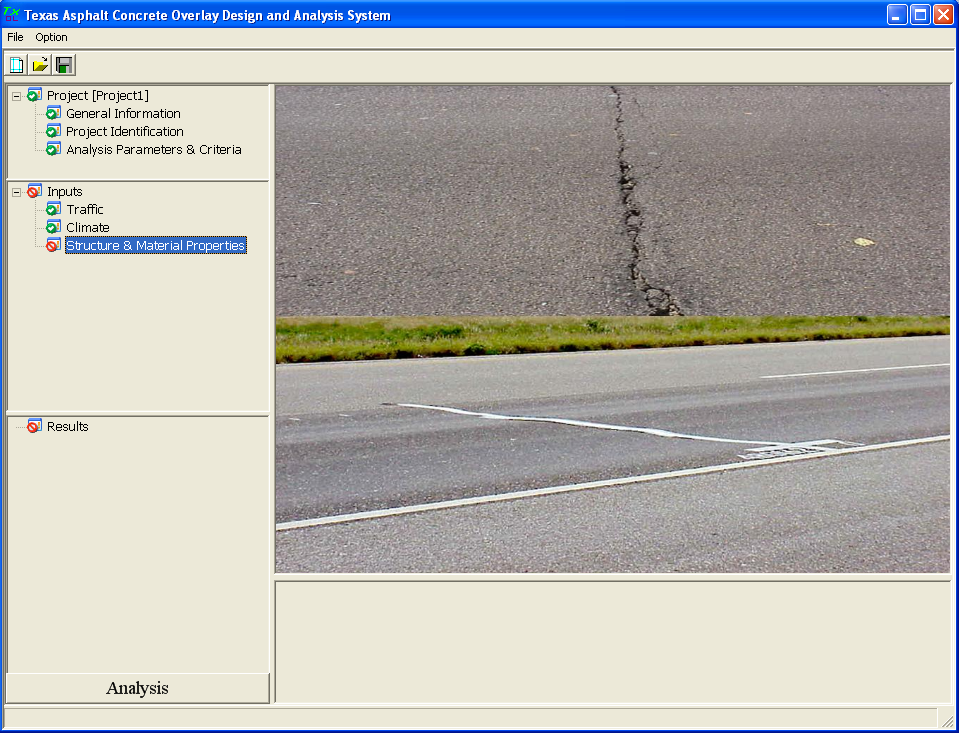 Texas Asphalt Concrete Overlay Design and Analysis System
File Option
Project [Project1]
General Information
Project Identification
Analysis Parameters & Criteria
Inputs
Traffic
Climate
Structure & Material Properties
Results
Analysis